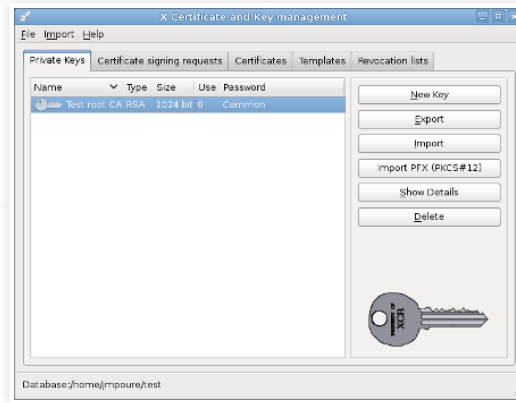 X Certificate and Key management
File Import Help
Private Keys Certificate signing requests Certificates Templates Revocation lists
Name Type Size Use Password
Test root CA RSA 1024 bit 0 Common
New Key
Export
Import
Import PFX (PKCS#12)
Show Details
Delete
PROPERTY OF
XCA
Database:/home/jmpoure/test